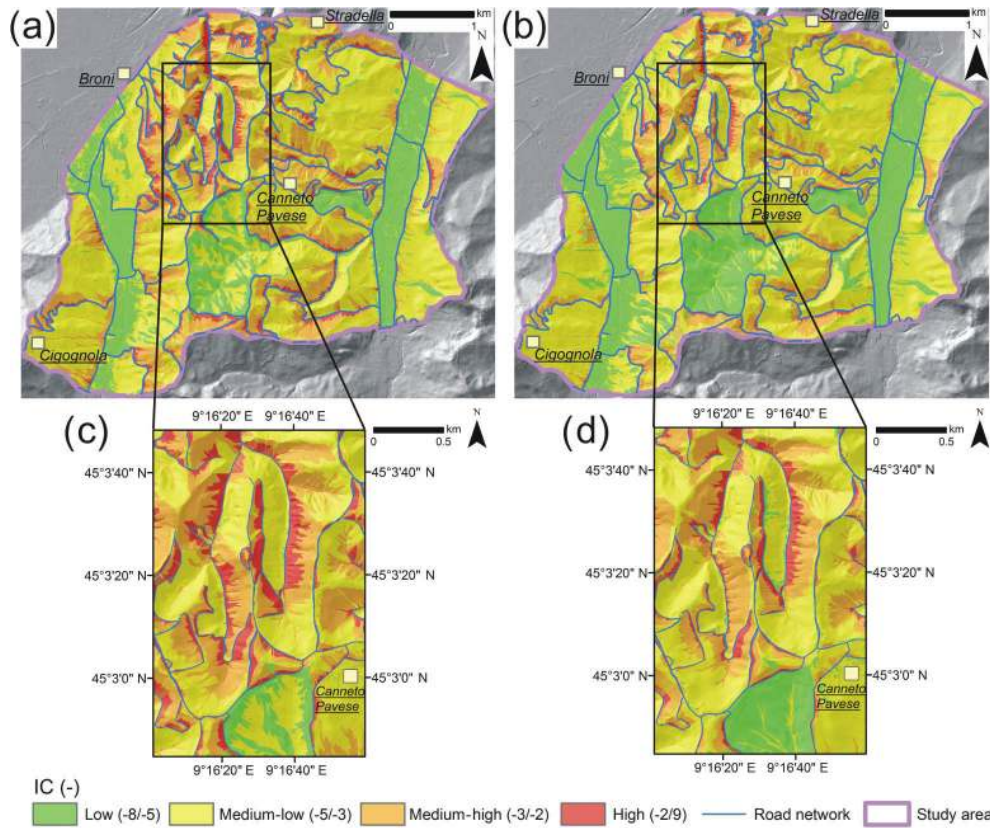 (a)
Stradella
km
0 1
N
Broni
Canneto
Pavese
Cigognola
(b)
Stradella
km
0 1
N
Broni
Canneto
Pavese
Cigognola
(c)
9°16'20" E 9°16'40" E
km
0 0.5
N
45°3'40" N 45°3'40" N
45°3'20" N 45°3'20" N
45°3'0" N 45°3'0" N
Canneto
Pavese
9°16'20" E 9°16'40" E
(d)
9°16'20" E 9°16'40" E
km
0 0.5
N
45°3'40" N 45°3'40" N
45°3'20" N 45°3'20" N
45°3'0" N 45°3'0" N
Canneto
Pavese
9°16'20" E 9°16'40" E
IC (-)
Low (-8/-5) Medium-low (-5/-3) Medium-high (-3/-2) High (-2/9) Road network Study area